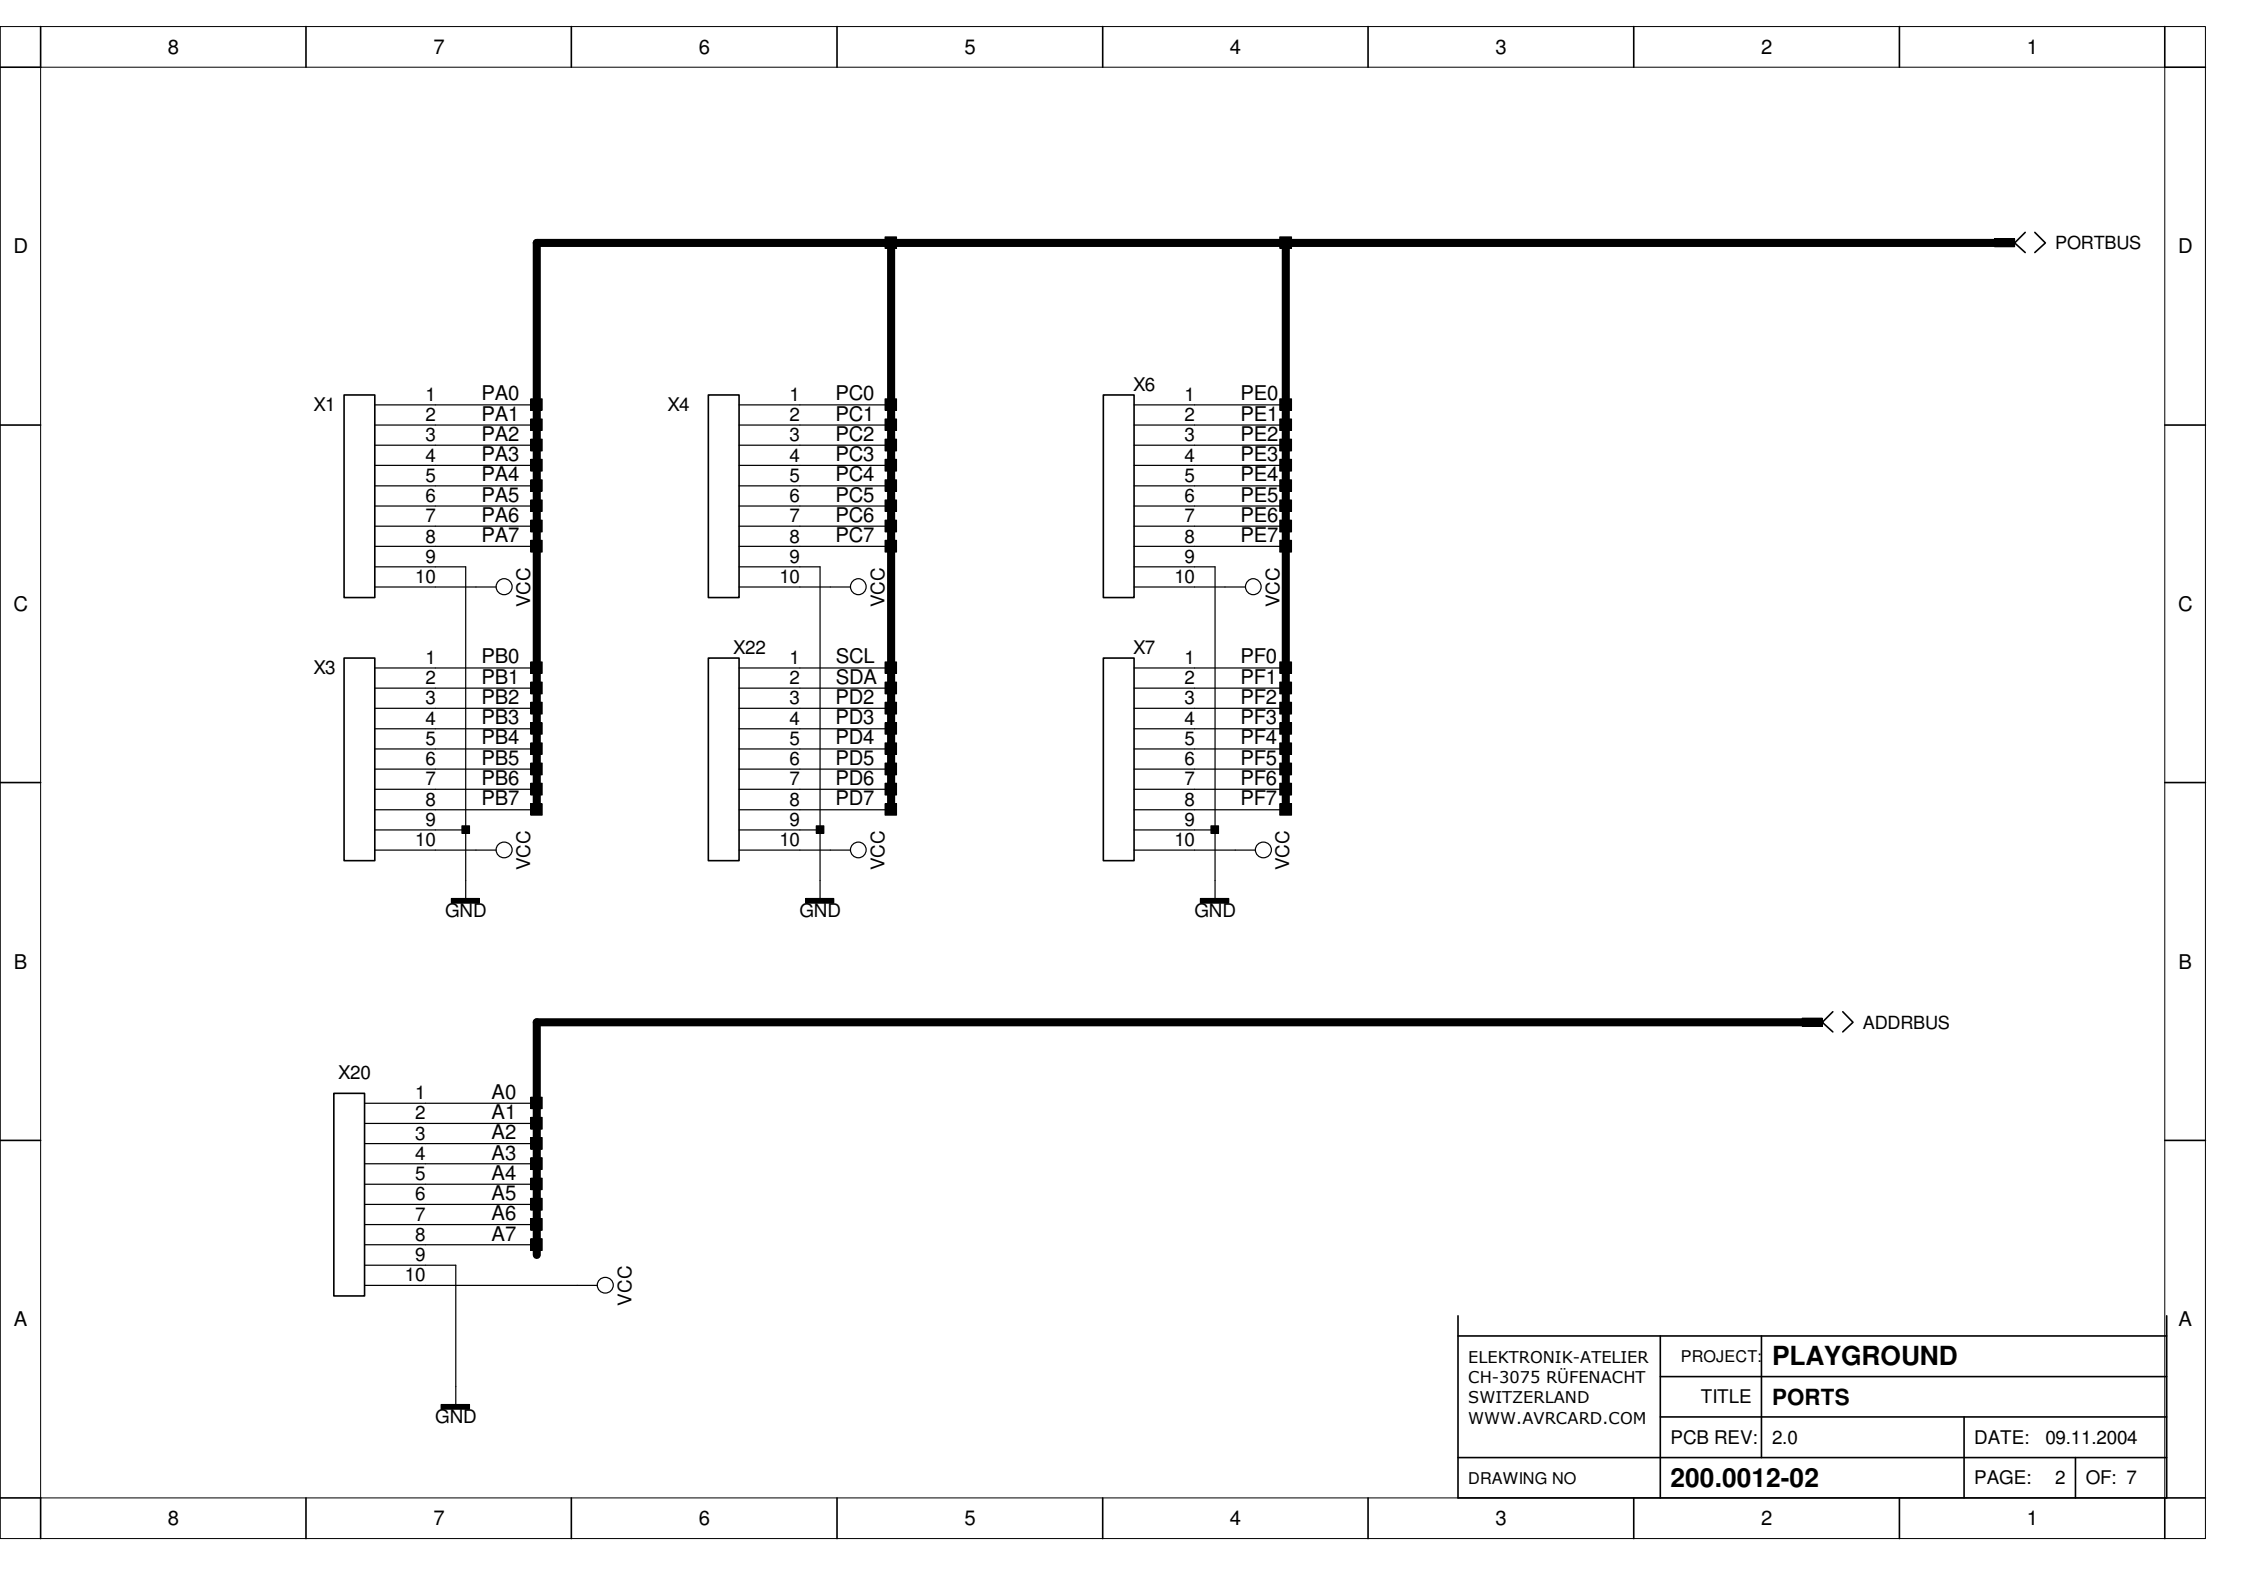 8 7 6 5 4 3 2 1
D PORTBUS D
X1
1 PA0
2 PA1
3 PA2
4 PA3
5 PA4
6 PA5
7 PA6
8 PA7
9
10 VCC
X4
1 PC0
2 PC1
3 PC2
4 PC3
5 PC4
6 PC5
7 PC6
8 PC7
9
10 VCC
X6
1 PE0
2 PE1
3 PE2
4 PE3
5 PE4
6 PE5
7 PE6
8 PE7
9
10 VCC
C C
X3
1 PB0
2 PB1
3 PB2
4 PB3
5 PB4
6 PB5
7 PB6
8 PB7
9
10 VCC
GND
X22
1 SCL
2 SDA
3 PD2
4 PD3
5 PD4
6 PD5
7 PD6
8 PD7
9
10 VCC
GND
X7
1 PF0
2 PF1
3 PF2
4 PF3
5 PF4
6 PF5
7 PF6
8 PF7
9
10 VCC
GND
B B
ADDRBUS
X20
1 A0
2 A1
3 A2
4 A3
5 A4
6 A5
7 A6
8 A7
9
10 VCC
GND
A A
ELEKTRONIK-ATELIER
CH-3075 RÜFENACHT
SWITZERLAND
WWW.AVRCARD.COM
PROJECT: PLAYGROUND
TITLE PORTS
PCB REV: 2.0 DATE: 09.11.2004
DRAWING NO 200.0012-02 PAGE: 2 OF: 7
8 7 6 5 4 3 2 1